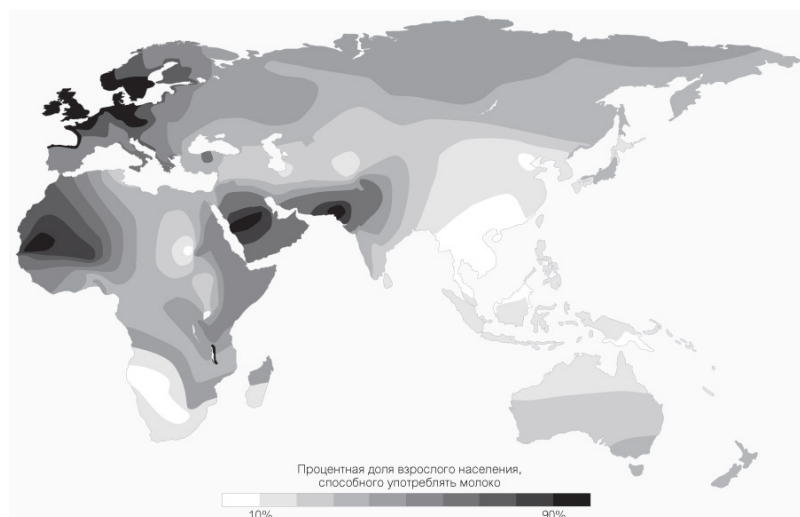 Процентная доля взрослого населения,
способного употреблять молоко
10% 90%